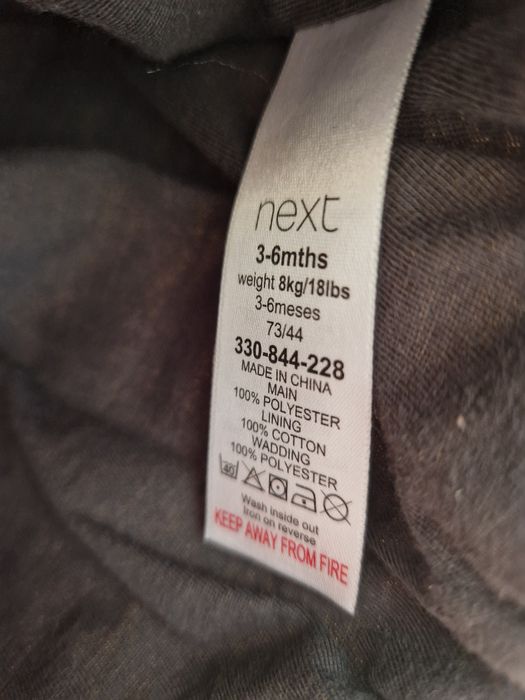 next
3-6mths
weight 8kg/18lbs
3-6meses
73/44
330-844-228
MADE IN CHINA
MAIN
100% POLYESTER
LINING
100% COTTON
WADDING
100% POLYESTER
40
Wash inside out
Iron on reverse
KEEP AWAY FROM FIRE